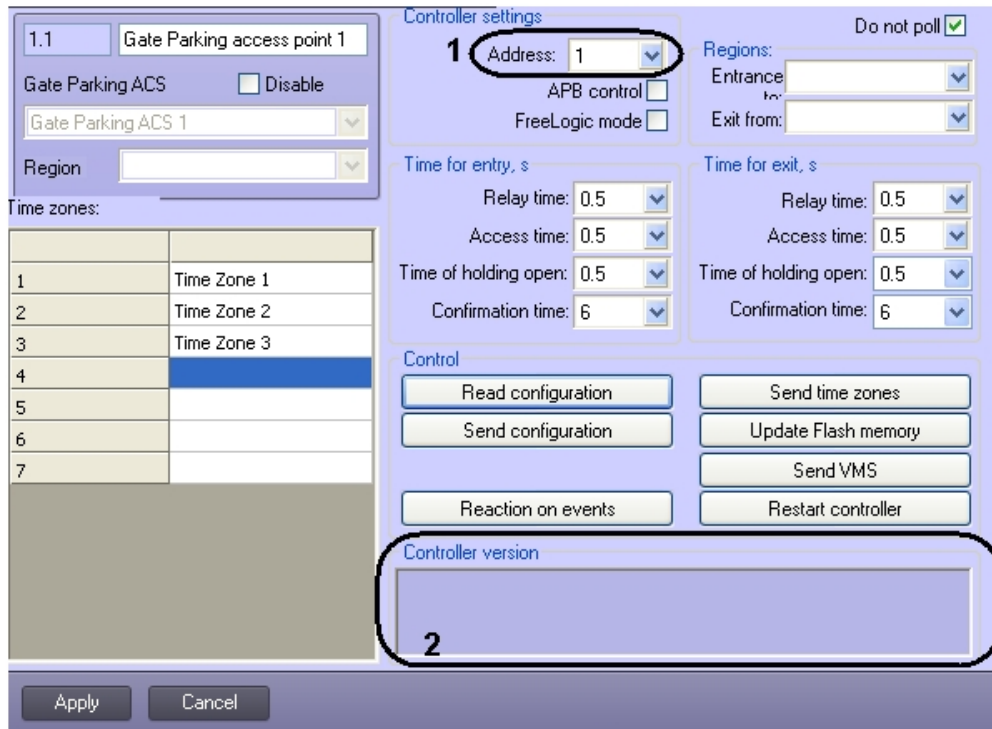 1.1 Gate Parking access point 1
Gate Parking ACS Disable
Gate Parking ACS 1
Region
Time zones:
1 Time Zone 1
2 Time Zone 2
3 Time Zone 3
4
5
6
7
Controller settings
1 Address: 1
APB control
FreeLogic mode
Do not poll
Regions:
Entrance
to:
Exit from:
Time for entry, s
Relay time: 0.5
Access time: 0.5
Time of holding open: 0.5
Confirmation time: 6
Time for exit, s
Relay time: 0.5
Access time: 0.5
Time of holding open: 0.5
Confirmation time: 6
Control
Read configuration Send time zones
Send configuration Update Flash memory
Send VMS
Reaction on events Restart controller
Controller version
2
Apply Cancel